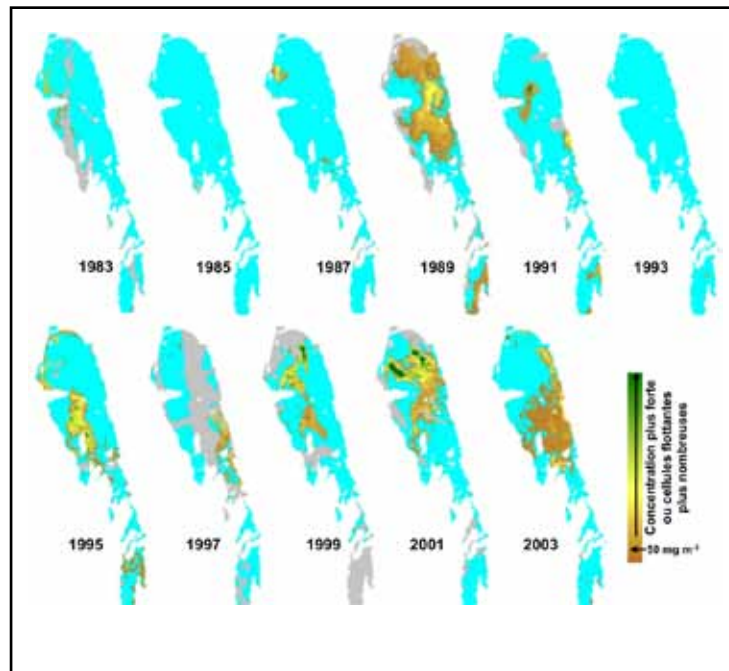 1983
1985
1987
1989
1991
1993
1995
1997
1999
2001
2003
Concentration plus forte
ou cellules flottantes
plus nombreuses
50 mg m⁻³